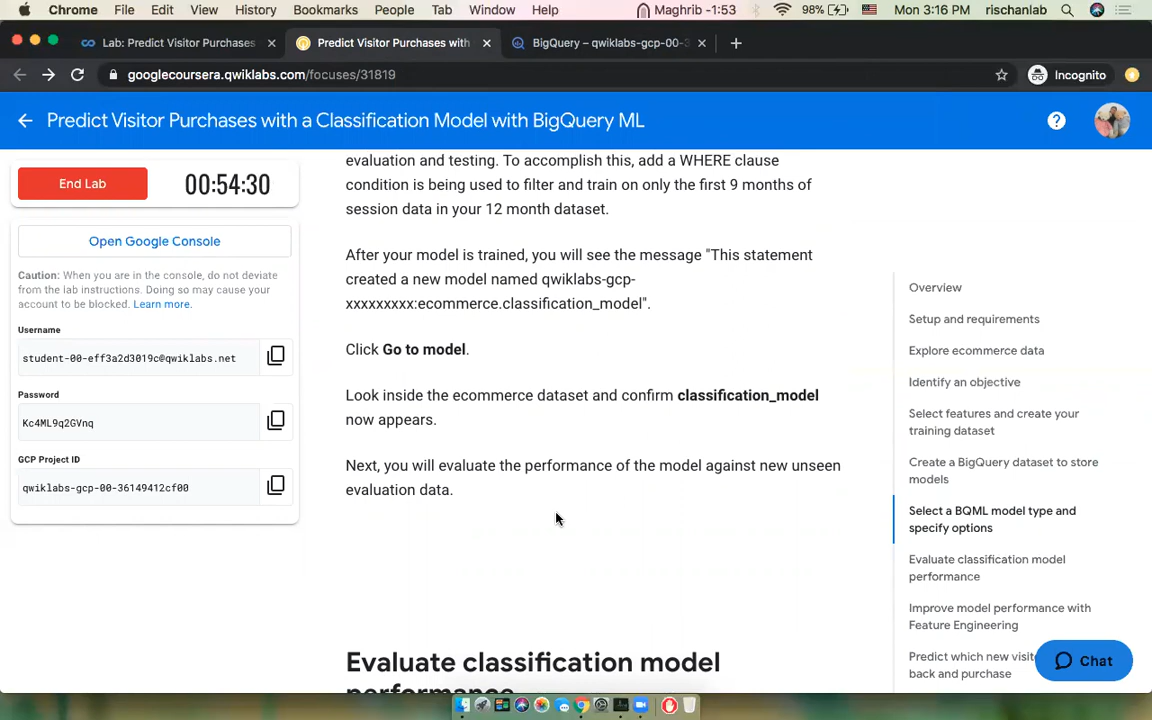 Chrome File Edit View History Bookmarks People Tab Window Help Maghrib -1:53 98% Mon 3:16 PM rischanlab
Lab: Predict Visitor Purchases Predict Visitor Purchases with BigQuery – qwiklabs-gcp-00-3
googlecoursera.qwiklabs.com/focuses/31819 Incognito
Predict Visitor Purchases with a Classification Model with BigQuery ML
End Lab 00:54:30
Open Google Console
Caution: When you are in the console, do not deviate
from the lab instructions. Doing so may cause your
account to be blocked. Learn more.
Username
student-00-eff3a2d3019c@qwiklabs.net
Password
Kc4ML9q2GVnq
GCP Project ID
qwiklabs-gcp-00-36149412cf00
evaluation and testing. To accomplish this, add a WHERE clause
condition is being used to filter and train on only the first 9 months of
session data in your 12 month dataset.
After your model is trained, you will see the message "This statement
created a new model named qwiklabs-gcp-
xxxxxxxxx:ecommerce.classification_model".
Click Go to model.
Look inside the ecommerce dataset and confirm classification_model
now appears.
Next, you will evaluate the performance of the model against new unseen
evaluation data.
Evaluate classification model
performance
Overview
Setup and requirements
Explore ecommerce data
Identify an objective
Select features and create your
training dataset
Create a BigQuery dataset to store
models
Select a BQML model type and
specify options
Evaluate classification model
performance
Improve model performance with
Feature Engineering
Predict which new visit
back and purchase
Chat